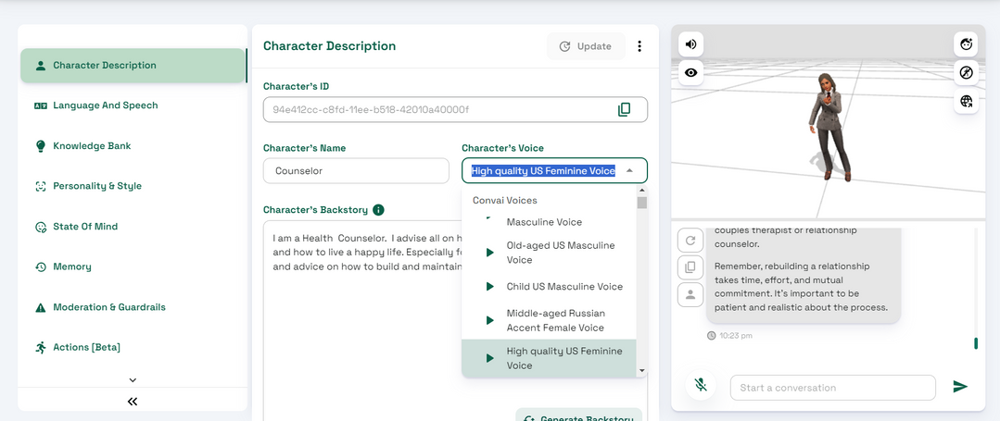 Character Description
Language And Speech
Knowledge Bank
Personality & Style
State Of Mind
Memory
Moderation & Guardrails
Actions [Beta]
Character Description
Update
Character's ID
94e412cc-c8fd-11ee-b518-42010a40000f
Character's Name
Counselor
Character's Voice
High quality US Feminine Voice
Convai Voices
Masculine Voice
Old-aged US Masculine
Voice
Child US Masculine Voice
Middle-aged Russian
Accent Female Voice
High quality US Feminine
Voice
Character's Backstory
I am a Health Counselor. I advise all on h
and how to live a happy life. Especially fo
and advice on how to build and maintain
Generate Backstory
couples therapist or relationship
counselor.
Remember, rebuilding a relationship
takes time, effort, and mutual
commitment. It's important to be
patient and realistic about the process.
10:23 pm
Start a conversation